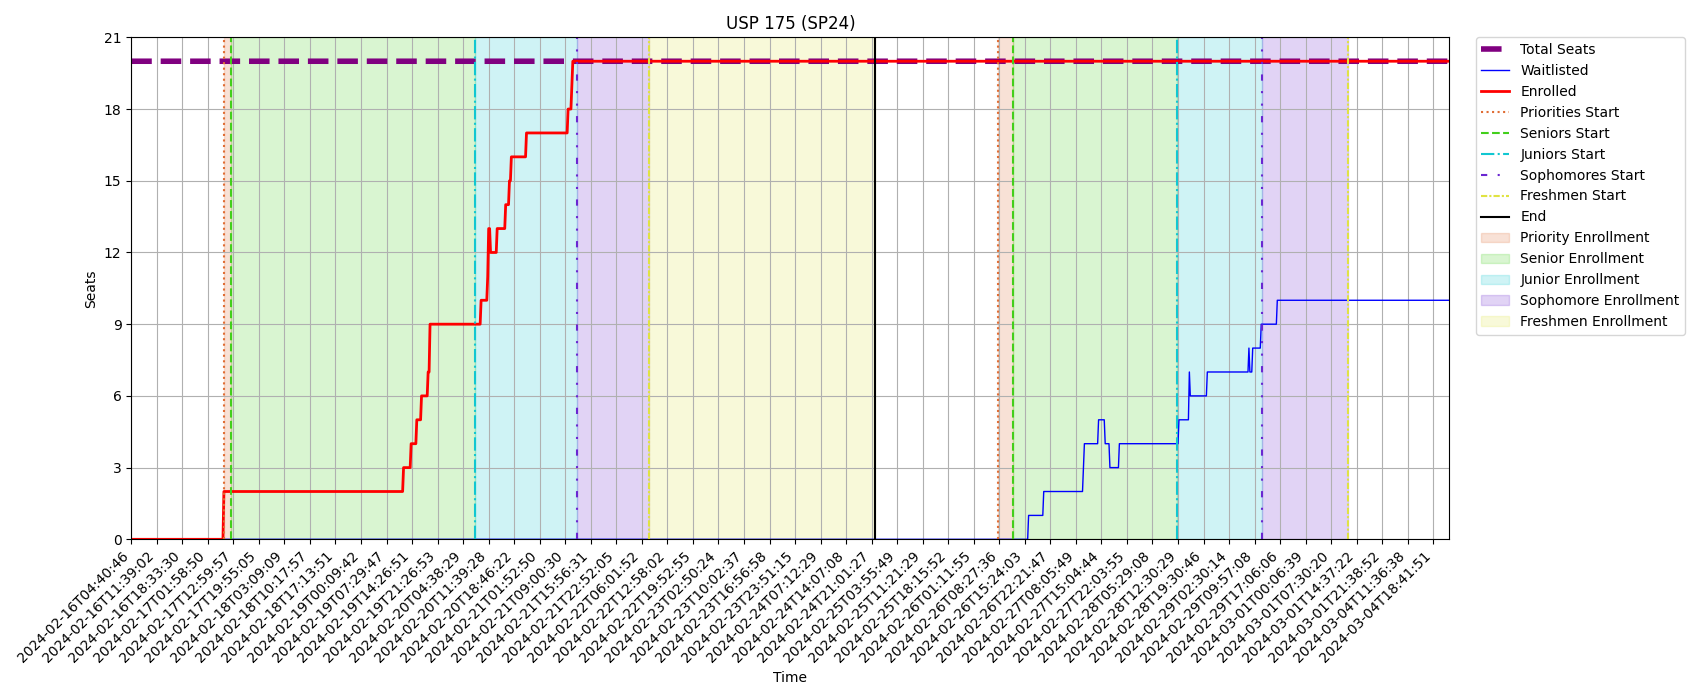 USP 175 (SP24)
Seats
21
18
15
12
9
6
3
0
2024-02-16T04:40:46
2024-02-16T11:39:02
2024-02-16T18:33:30
2024-02-17T01:58:50
2024-02-17T12:59:57
2024-02-17T19:55:05
2024-02-18T03:09:09
2024-02-18T10:17:57
2024-02-18T17:13:51
2024-02-19T00:09:42
2024-02-19T07:29:47
2024-02-19T14:26:51
2024-02-19T21:26:53
2024-02-20T04:38:29
2024-02-20T11:39:28
2024-02-20T18:46:22
2024-02-21T01:52:50
2024-02-21T09:00:30
2024-02-21T15:56:31
2024-02-21T22:52:05
2024-02-22T06:01:52
2024-02-22T12:58:02
2024-02-22T19:52:55
2024-02-23T02:50:24
2024-02-23T10:02:37
2024-02-23T16:56:58
2024-02-23T23:51:15
2024-02-24T07:12:29
2024-02-24T14:07:08
2024-02-24T21:01:27
2024-02-25T03:55:49
2024-02-25T11:21:29
2024-02-25T18:15:52
2024-02-26T01:11:55
2024-02-26T08:27:36
2024-02-26T15:24:03
2024-02-26T22:21:47
2024-02-27T08:05:49
2024-02-27T15:04:44
2024-02-27T22:03:55
2024-02-28T05:29:08
2024-02-28T12:30:29
2024-02-28T19:30:46
2024-02-29T02:30:14
2024-02-29T09:57:08
2024-02-29T17:06:06
2024-03-01T00:06:39
2024-03-01T07:30:20
2024-03-01T14:37:22
2024-03-01T21:38:52
2024-03-04T11:36:38
2024-03-04T18:41:51
Time
Total Seats
Waitlisted
Enrolled
Priorities Start
Seniors Start
Juniors Start
Sophomores Start
Freshmen Start
End
Priority Enrollment
Senior Enrollment
Junior Enrollment
Sophomore Enrollment
Freshmen Enrollment